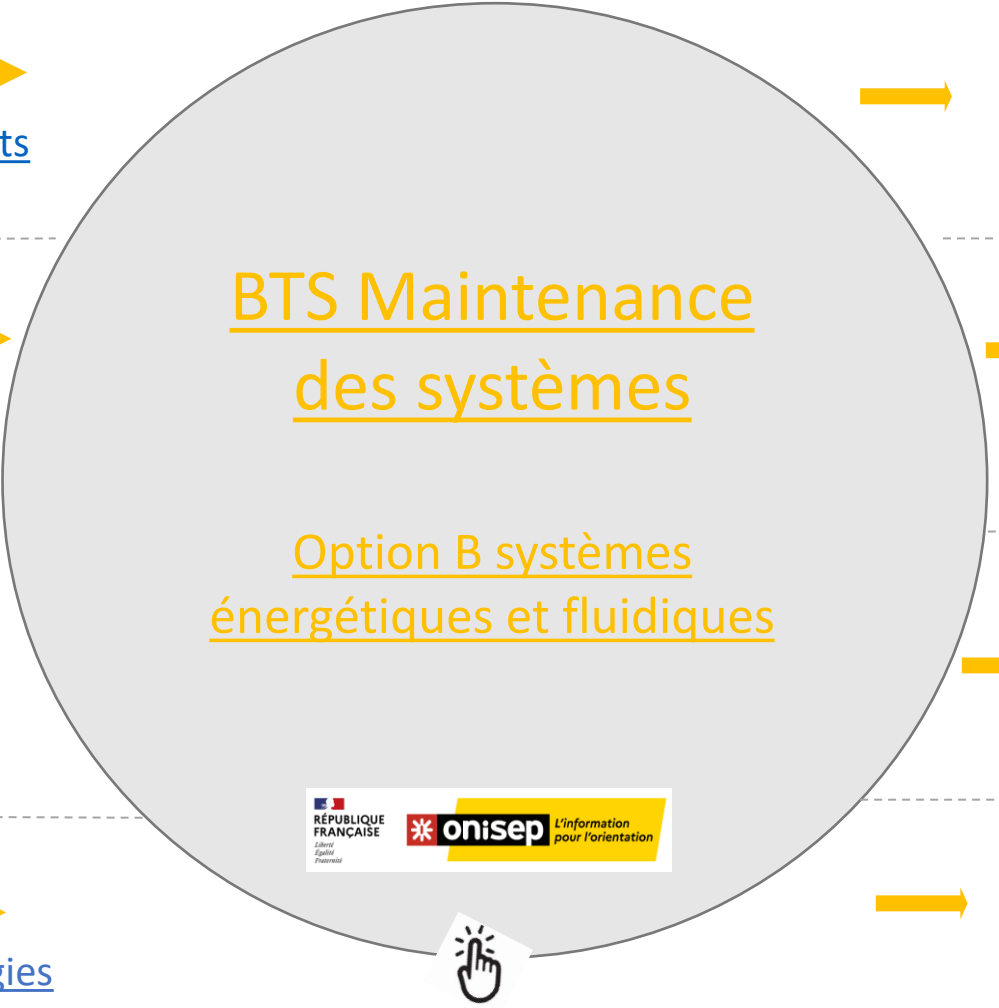 ts
BTS Maintenance
des systèmes
Option B systèmes
énergétiques et fluidiques
RÉPUBLIQUE
FRANÇAISE
Liberté
Égalité
Fraternité
onisep
L'information
pour l'orientation
gies